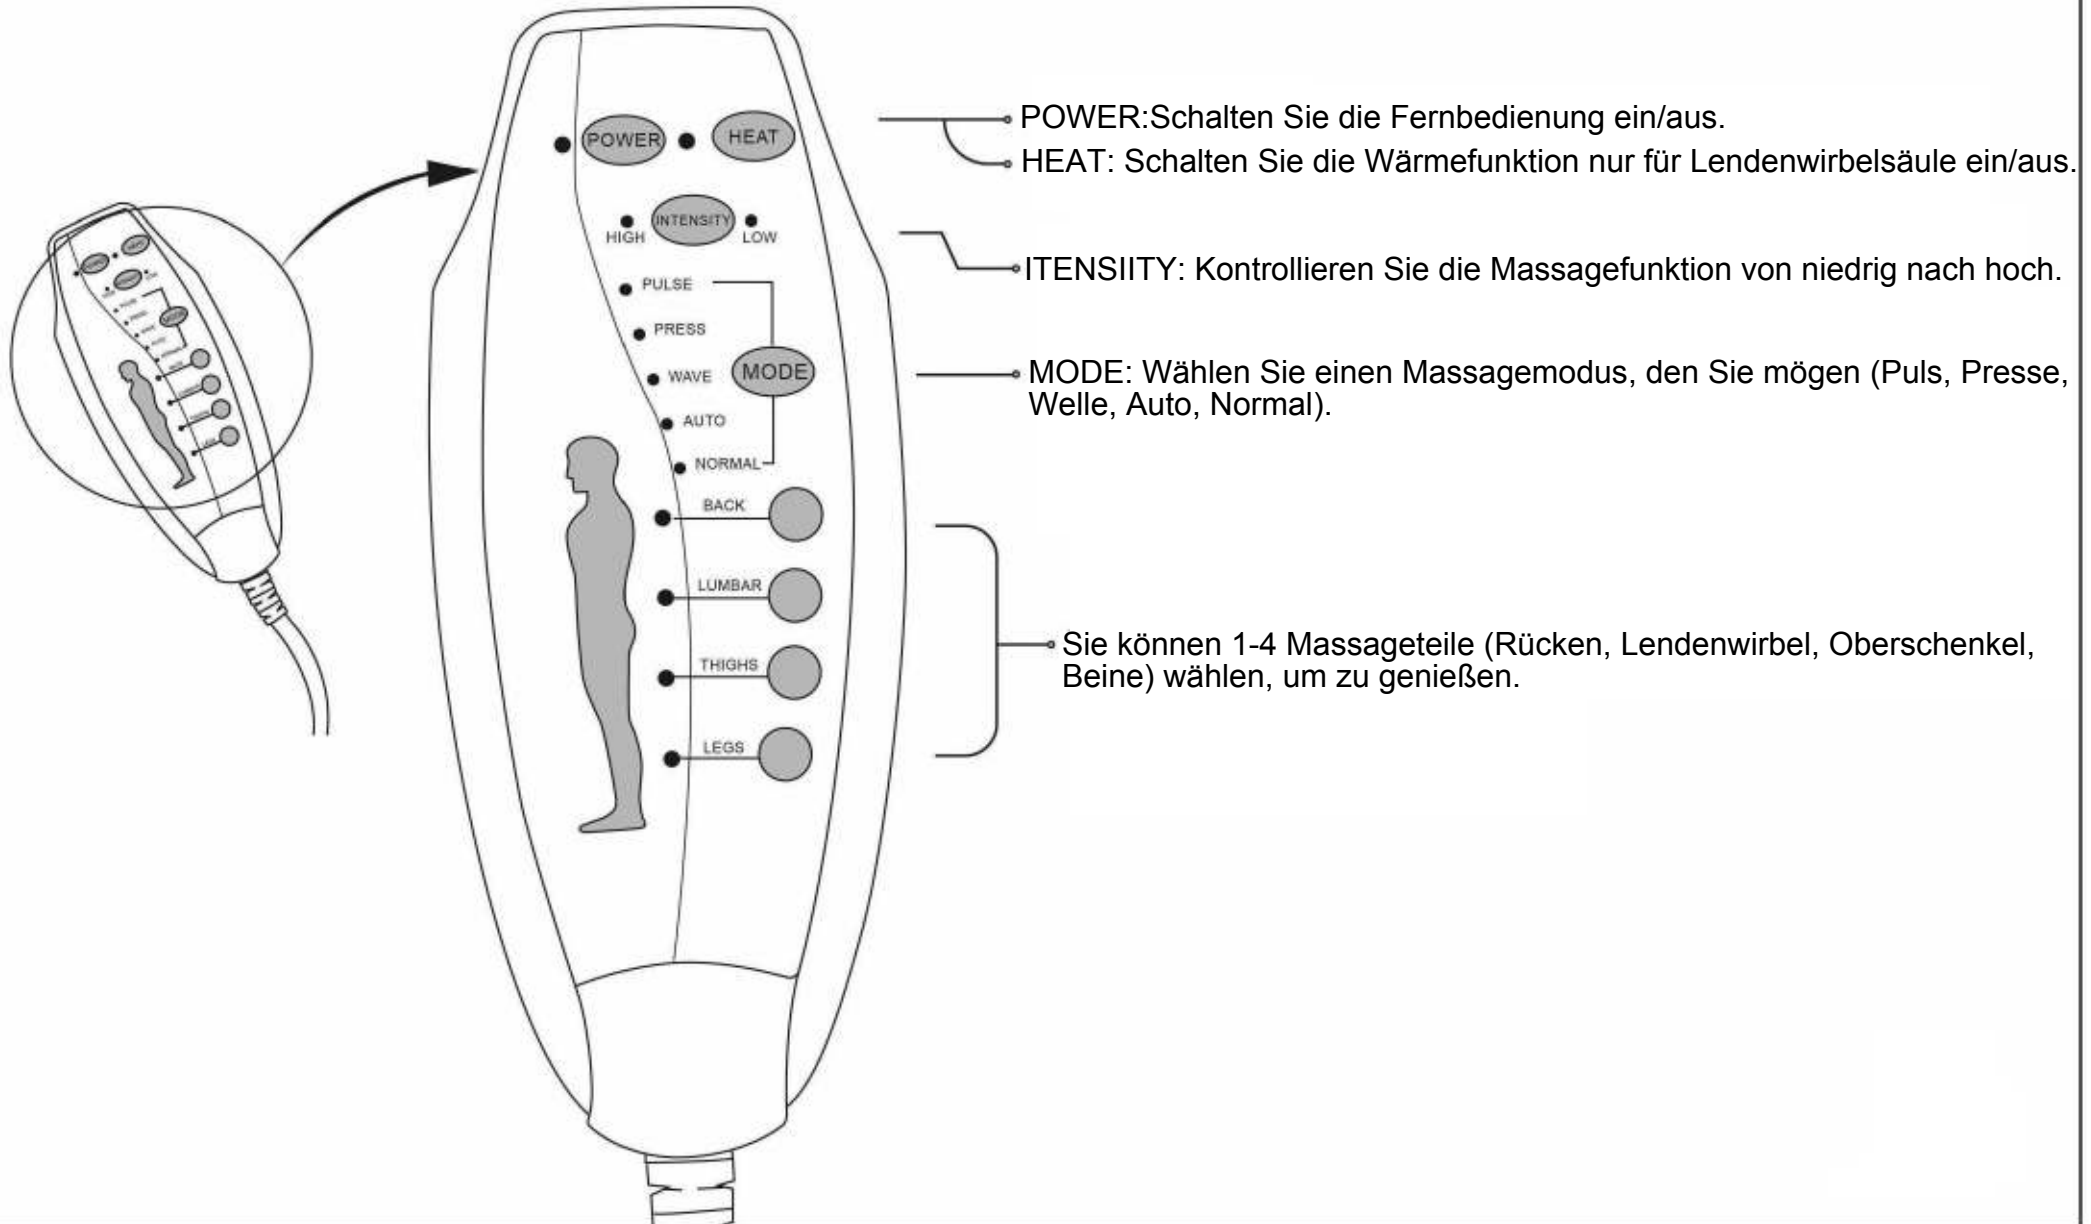 POWER
HEAT
INTENSITY
HIGH
LOW
PULSE
PRESS
WAVE
MODE
AUTO
NORMAL
BACK
LUMBAR
THIGHS
LEGS
POWER:Schalten Sie die Fernbedienung ein/aus.
HEAT: Schalten Sie die Wärmefunktion nur für Lendenwirbelsäule ein/aus.
ITENSIITY: Kontrollieren Sie die Massagefunktion von niedrig nach hoch.
MODE: Wählen Sie einen Massagemodus, den Sie mögen (Puls, Presse,
Welle, Auto, Normal).
Sie können 1-4 Massageteile (Rücken, Lendenwirbel, Oberschenkel,
Beine) wählen, um zu genießen.